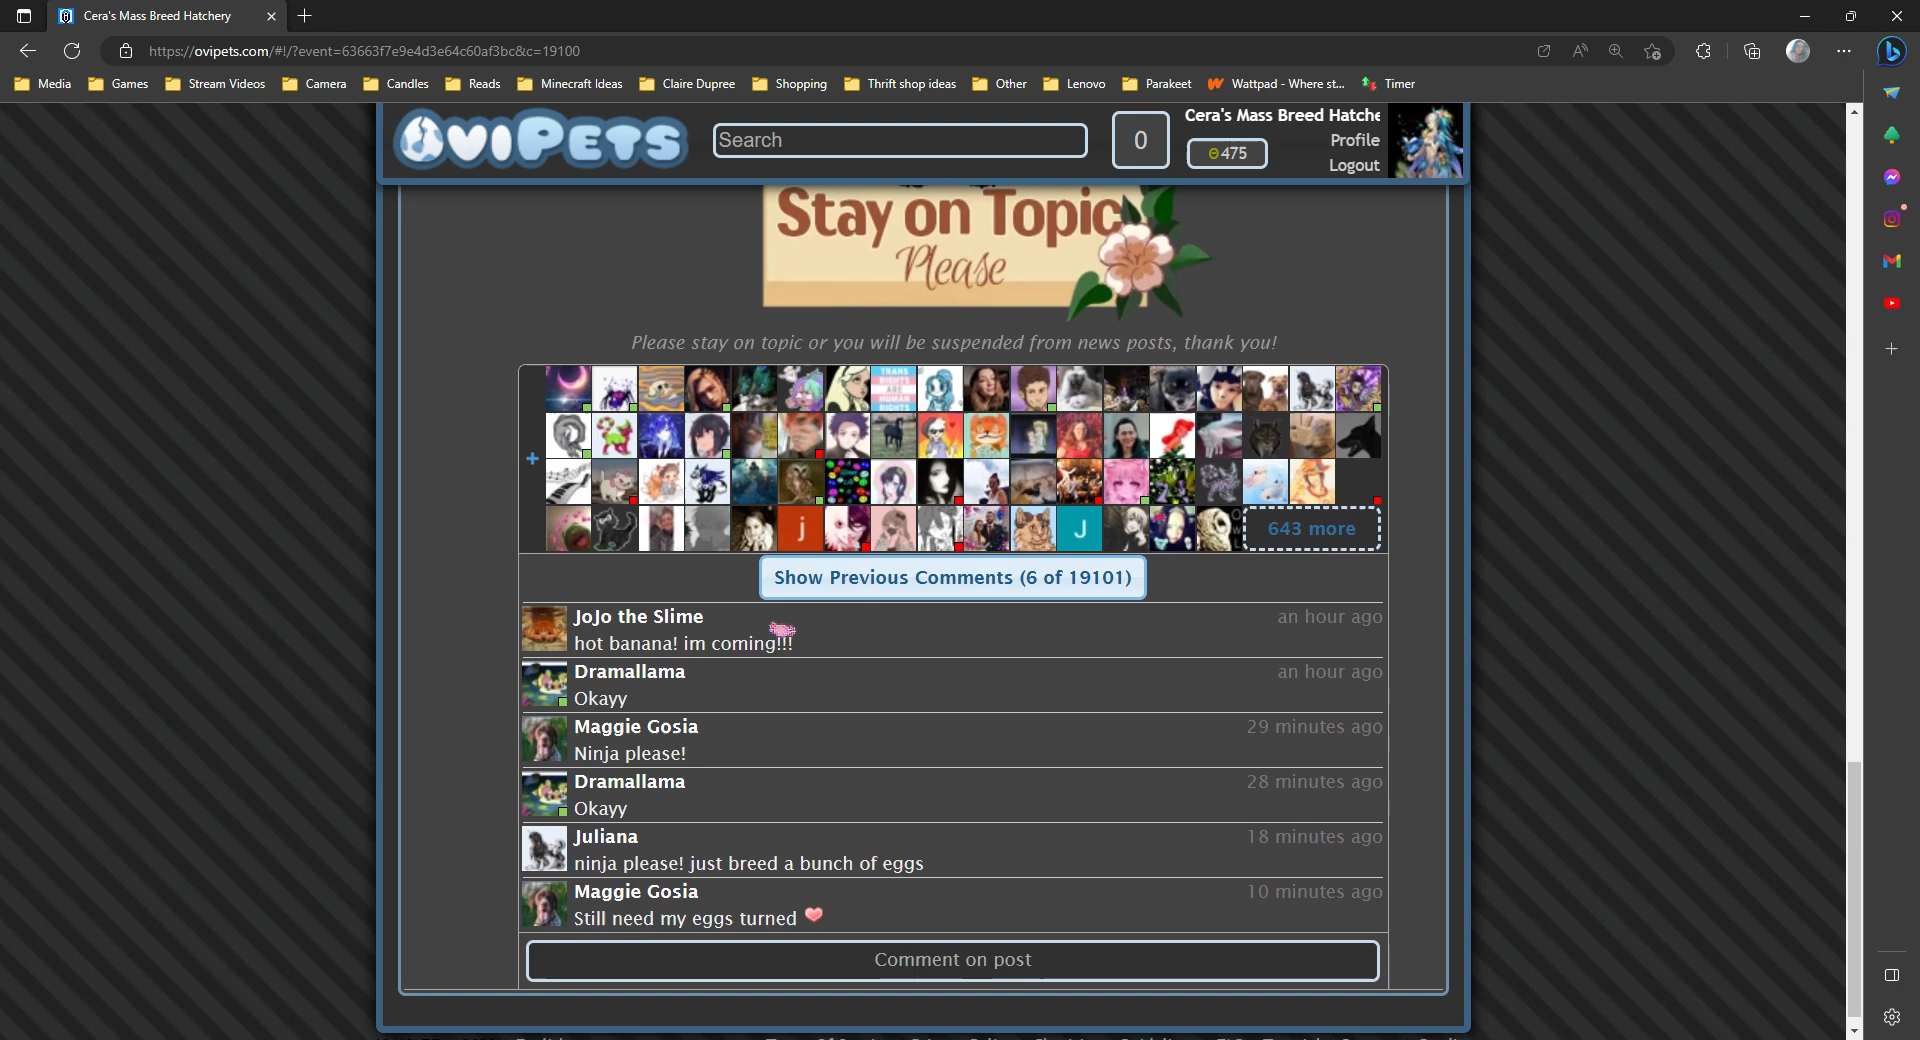 Cera's Mass Breed Hatchery
https://ovipets.com/#!/?event=63663f7e9e4d3e64c60af3bc&c=19100
Media
Games
Stream Videos
Camera
Candles
Reads
Minecraft Ideas
Claire Dupree
Shopping
Thrift shop ideas
Other
Lenovo
Parakeet
Wattpad - Where st...
Timer
OviPets
Search
0
Cera's Mass Breed Hatche
475
Profile
Logout
Stay on Topic
Please
Please stay on topic or you will be suspended from news posts, thank you!
TRANS
RIGHTS
ARE
HUMAN
RIGHTS
j
J
643 more
Show Previous Comments (6 of 19101)
JoJo the Slime
an hour ago
hot banana! im coming!!!
Dramallama
an hour ago
Okayy
Maggie Gosia
29 minutes ago
Ninja please!
Dramallama
28 minutes ago
Okayy
Juliana
18 minutes ago
ninja please! just breed a bunch of eggs
Maggie Gosia
10 minutes ago
Still need my eggs turned ❤
Comment on post